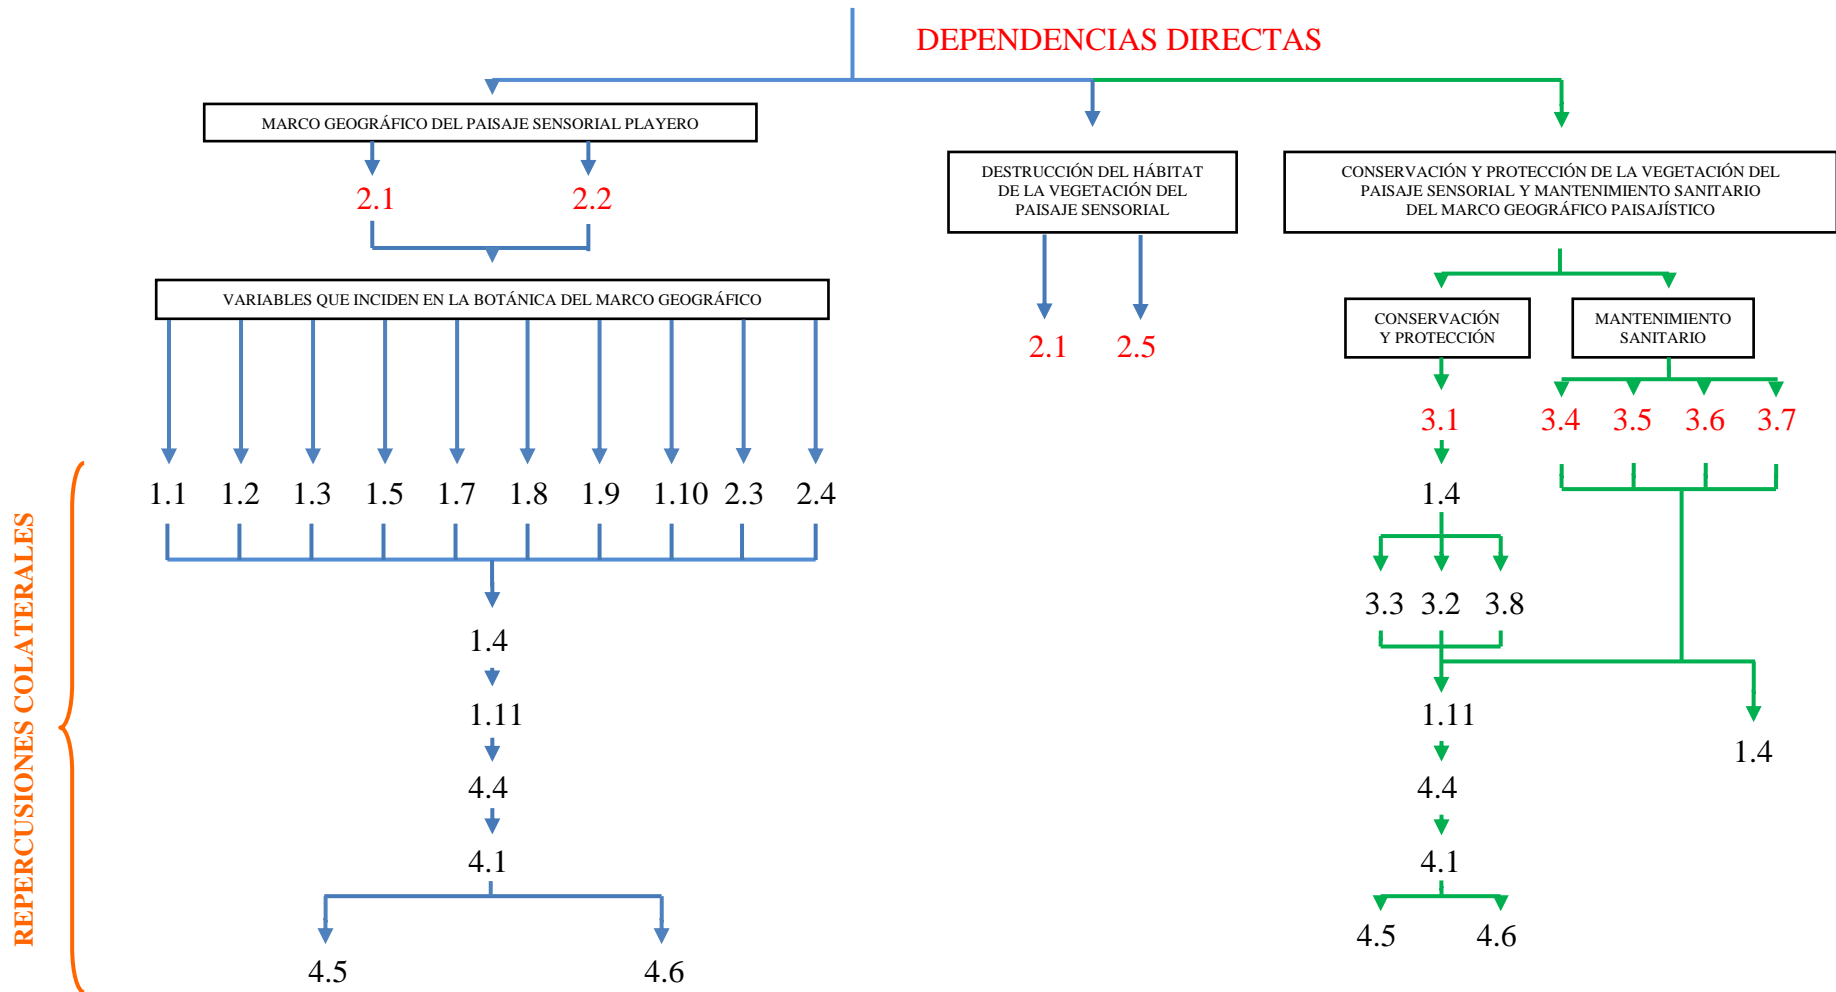 DEPENDENCIAS DIRECTAS
MARCO GEOGRÁFICO DEL PAISAJE SENSORIAL PLAYERO
2.1 2.2
VARIABLES QUE INCIDEN EN LA BOTÁNICA DEL MARCO GEOGRÁFICO
1.1 1.2 1.3 1.5 1.7 1.8 1.9 1.10 2.3 2.4
1.4
1.11
4.4
4.1
4.5 4.6
DESTRUCCIÓN DEL HÁBITAT
DE LA VEGETACIÓN DEL
PAISAJE SENSORIAL
2.1 2.5
CONSERVACIÓN Y PROTECCIÓN DE LA VEGETACIÓN DEL
PAISAJE SENSORIAL Y MANTENIMIENTO SANITARIO
DEL MARCO GEOGRÁFICO PAISAJÍSTICO
CONSERVACIÓN
Y PROTECCIÓN
3.1
1.4
3.3 3.2 3.8
1.11
4.4
4.1
4.5 4.6
MANTENIMIENTO
SANITARIO
3.4 3.5 3.6 3.7
1.4
REPERCUSIONES COLATERALES